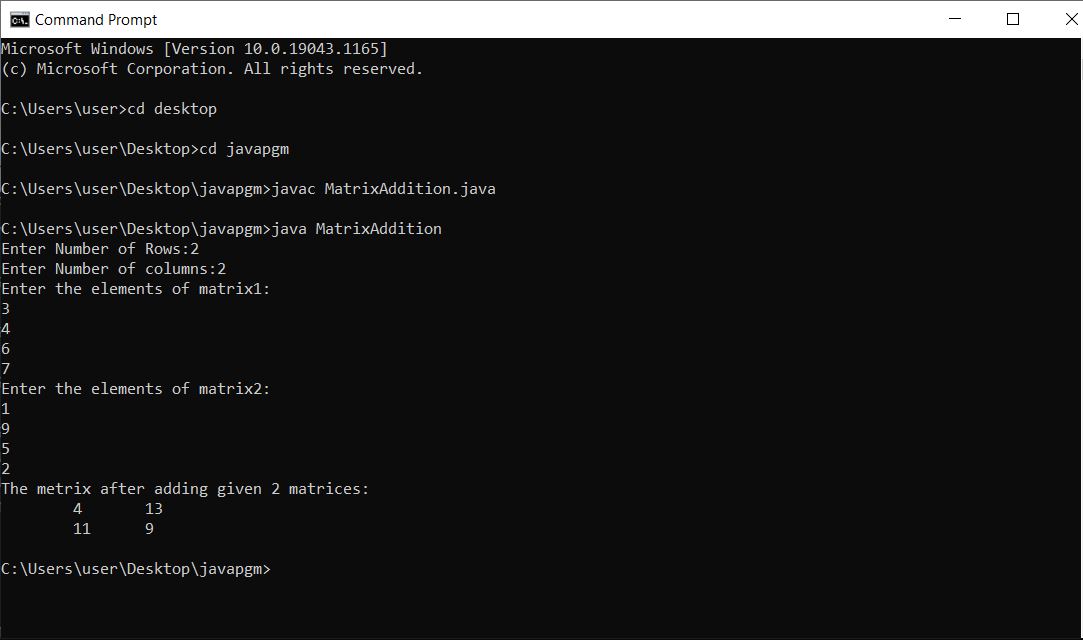 Command Prompt
Microsoft Windows [Version 10.0.19043.1165]
(c) Microsoft Corporation. All rights reserved.
C:\Users\user>cd desktop
C:\Users\user\Desktop>cd javapgm
C:\Users\user\Desktop\javapgm>javac MatrixAddition.java
C:\Users\user\Desktop\javapgm>java MatrixAddition
Enter Number of Rows:2
Enter Number of columns:2
Enter the elements of matrix1:
3
4
6
7
Enter the elements of matrix2:
1
9
5
2
The metrix after adding given 2 matrices:
4 13
11 9
C:\Users\user\Desktop\javapgm>